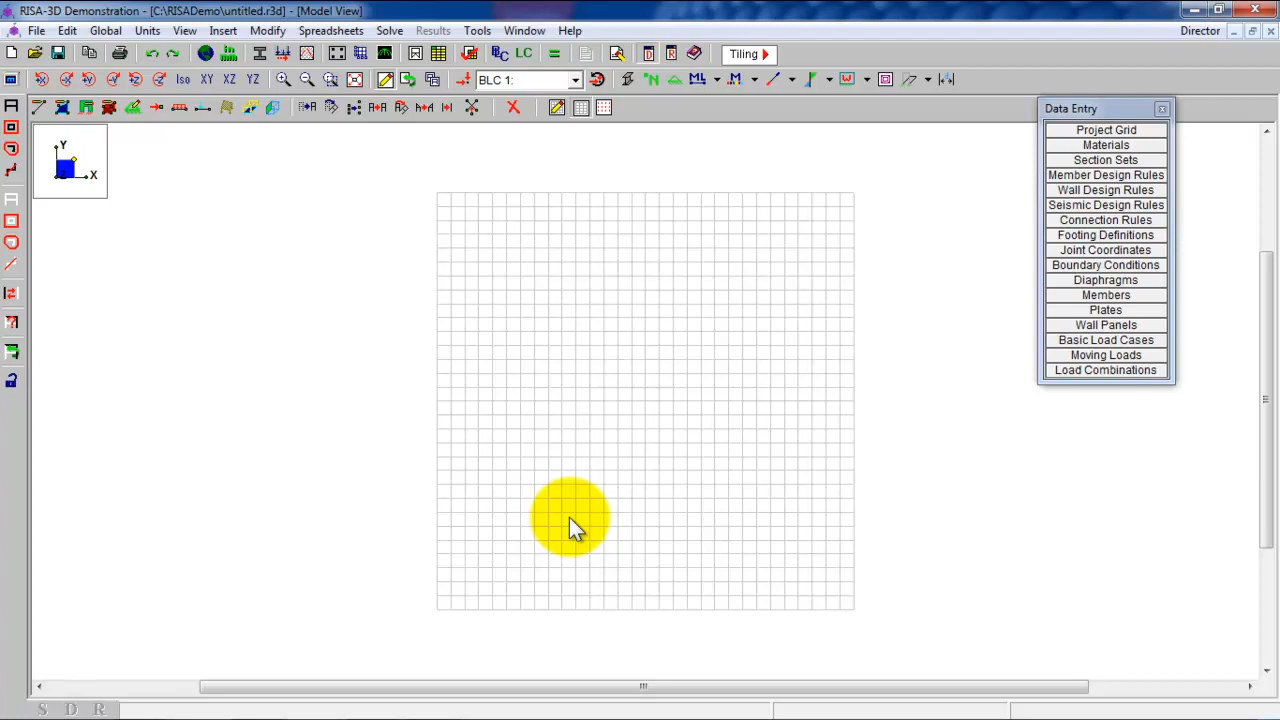 RISA-3D Demonstration - [C:\RISADemo\untitled.r3d] - [Model View]
File Edit Global Units View Insert Modify Spreadsheets Solve Results Tools Window Help Director
LC Tiling
Iso XY XZ YZ BLC 1:
Y
X
Z
Data Entry
Project Grid
Materials
Section Sets
Member Design Rules
Wall Design Rules
Seismic Design Rules
Connection Rules
Footing Definitions
Joint Coordinates
Boundary Conditions
Diaphragms
Members
Plates
Wall Panels
Basic Load Cases
Moving Loads
Load Combinations
S D R